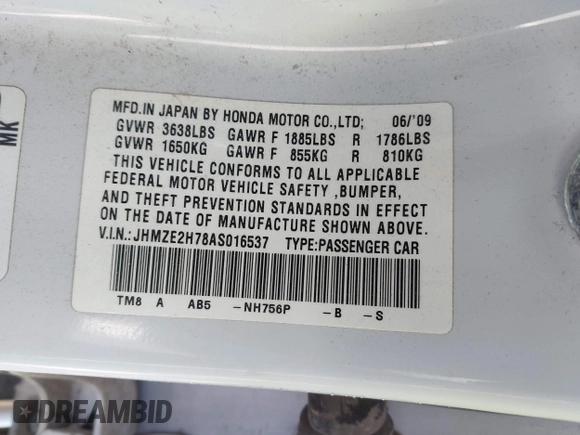 MK
MFD.IN JAPAN BY HONDA MOTOR CO.,LTD; 06/'09
GVWR 3638LBS GAWR F 1885LBS R 1786LBS
GVWR 1650KG GAWR F 855KG R 810KG
THIS VEHICLE CONFORMS TO ALL APPLICABLE
FEDERAL MOTOR VEHICLE SAFETY ,BUMPER,
AND THEFT PREVENTION STANDARDS IN EFFECT
ON THE DATE OF MANUFACTURE SHOWN ABOVE.
V.I.N.:JHMZE2H78AS016537 TYPE:PASSENGER CAR
TM8 A AB5 -NH756P -B -S
DREAMBID